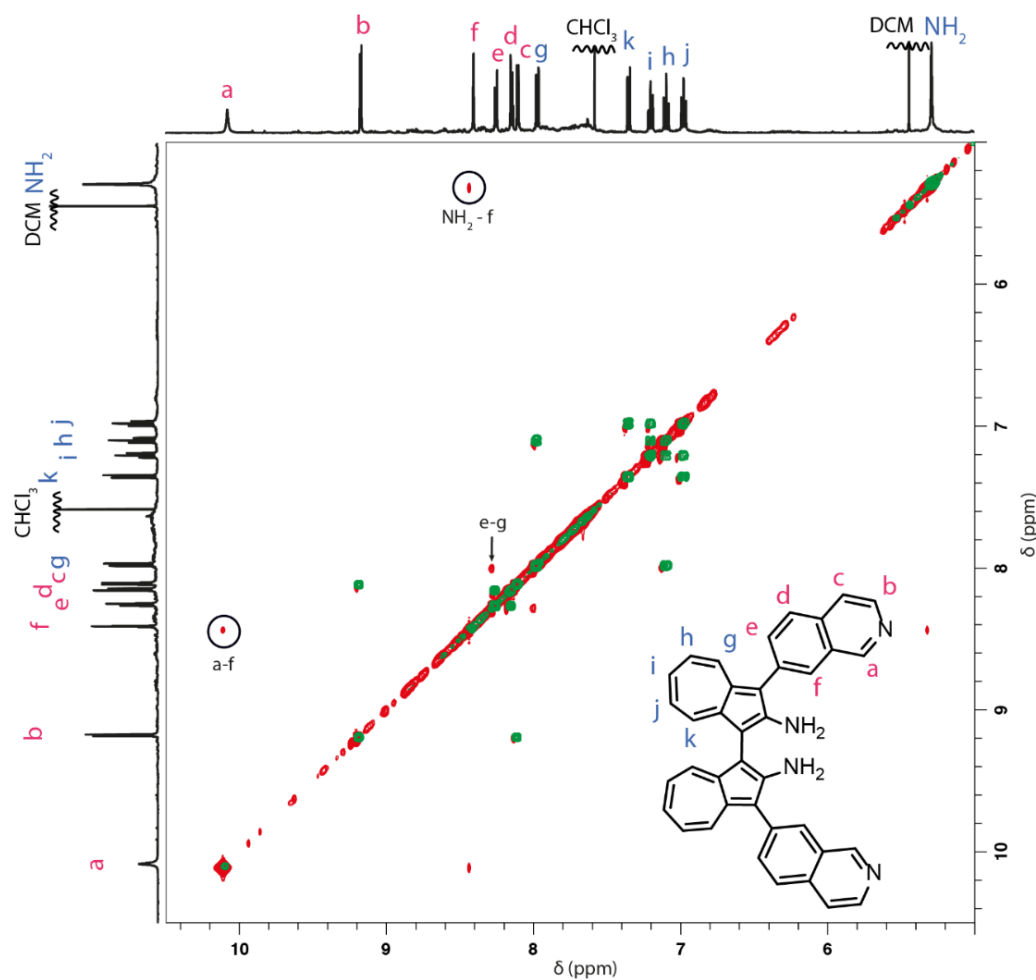 a b f e d c g CHCl3 k i h j DCM NH2
DCM NH2
CHCl3 k i h j
f e d c g
b
a
NH2 - f
e-g
a-f
6
7
8
9
10
δ (ppm)
10 9 8 7 6
δ (ppm)
c b
d
N
e
a
h g
f
i
j
NH2
k
NH2
N